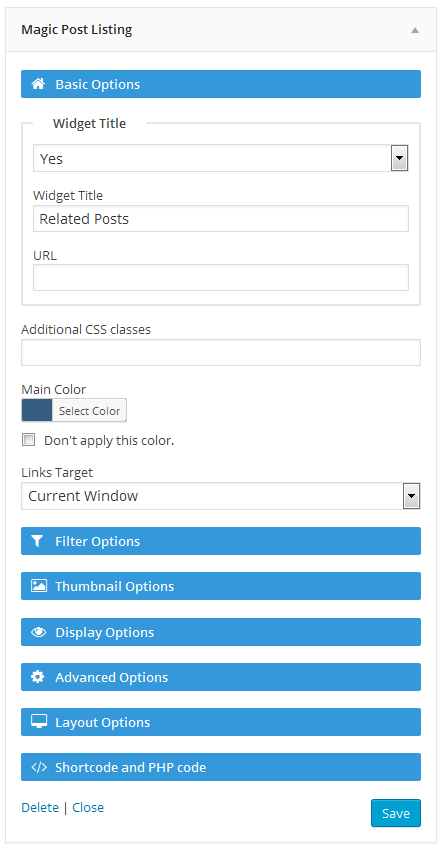 Magic Post Listing
Basic Options
Widget Title
Yes
Widget Title
Related Posts
URL
Additional CSS classes
Main Color
Select Color
Don't apply this color.
Links Target
Current Window
Filter Options
Thumbnail Options
Display Options
Advanced Options
Layout Options
Shortcode and PHP code
Delete | Close
Save